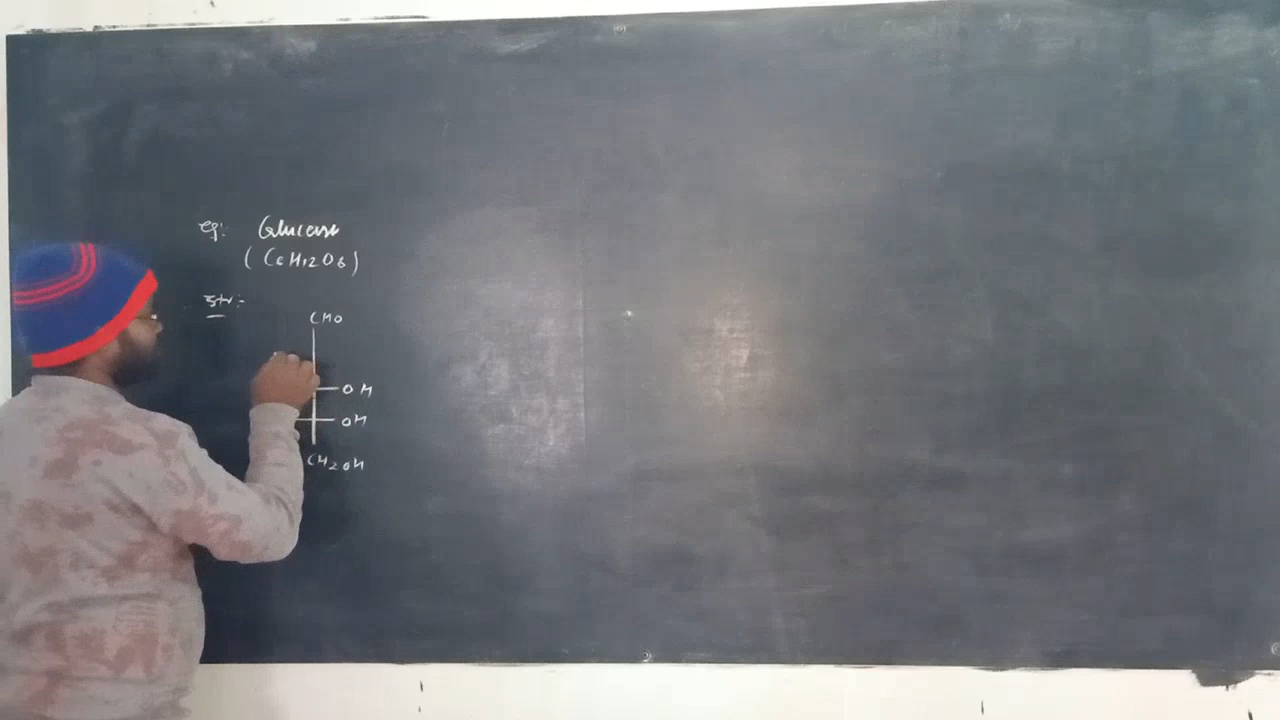 eg:- Glucose
(C6H12O6)
Str:-
CHO
OH
OH
CH2OH